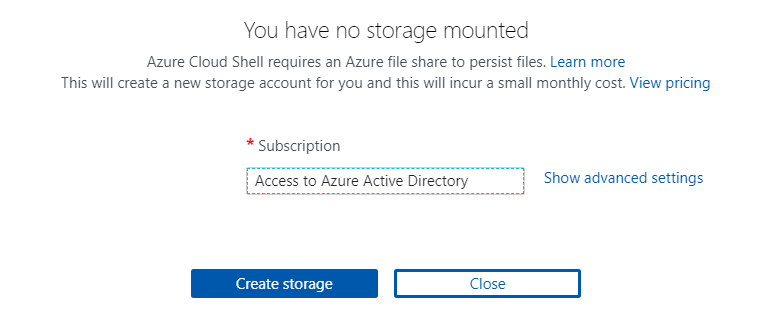 You have no storage mounted
Azure Cloud Shell requires an Azure file share to persist files. Learn more
This will create a new storage account for you and this will incur a small monthly cost. View pricing
* Subscription
Access to Azure Active Directory
Show advanced settings
Create storage
Close